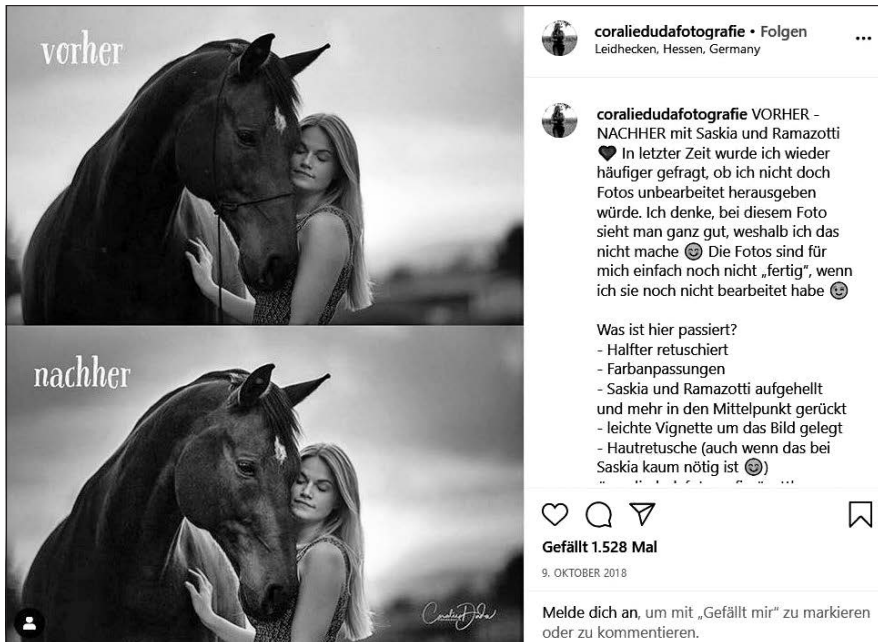 vorher
nachher
Coralie Duda
coraliedudafotografie • Folgen
Leidhecken, Hessen, Germany
coraliedudafotografie VORHER -
NACHHER mit Saskia und Ramazotti
🖤 In letzter Zeit wurde ich wieder
häufiger gefragt, ob ich nicht doch
Fotos unbearbeitet herausgeben
würde. Ich denke, bei diesem Foto
sieht man ganz gut, weshalb ich das
nicht mache 😊 Die Fotos sind für
mich einfach noch nicht „fertig“, wenn
ich sie noch nicht bearbeitet habe 😉
Was ist hier passiert?
- Halfter retuschiert
- Farbanpassungen
- Saskia und Ramazotti aufgehellt
und mehr in den Mittelpunkt gerückt
- leichte Vignette um das Bild gelegt
- Hautretusche (auch wenn das bei
Saskia kaum nötig ist 😊)
Gefällt 1.528 Mal
9. OKTOBER 2018
Melde dich an, um mit „Gefällt mir“ zu markieren
oder zu kommentieren.